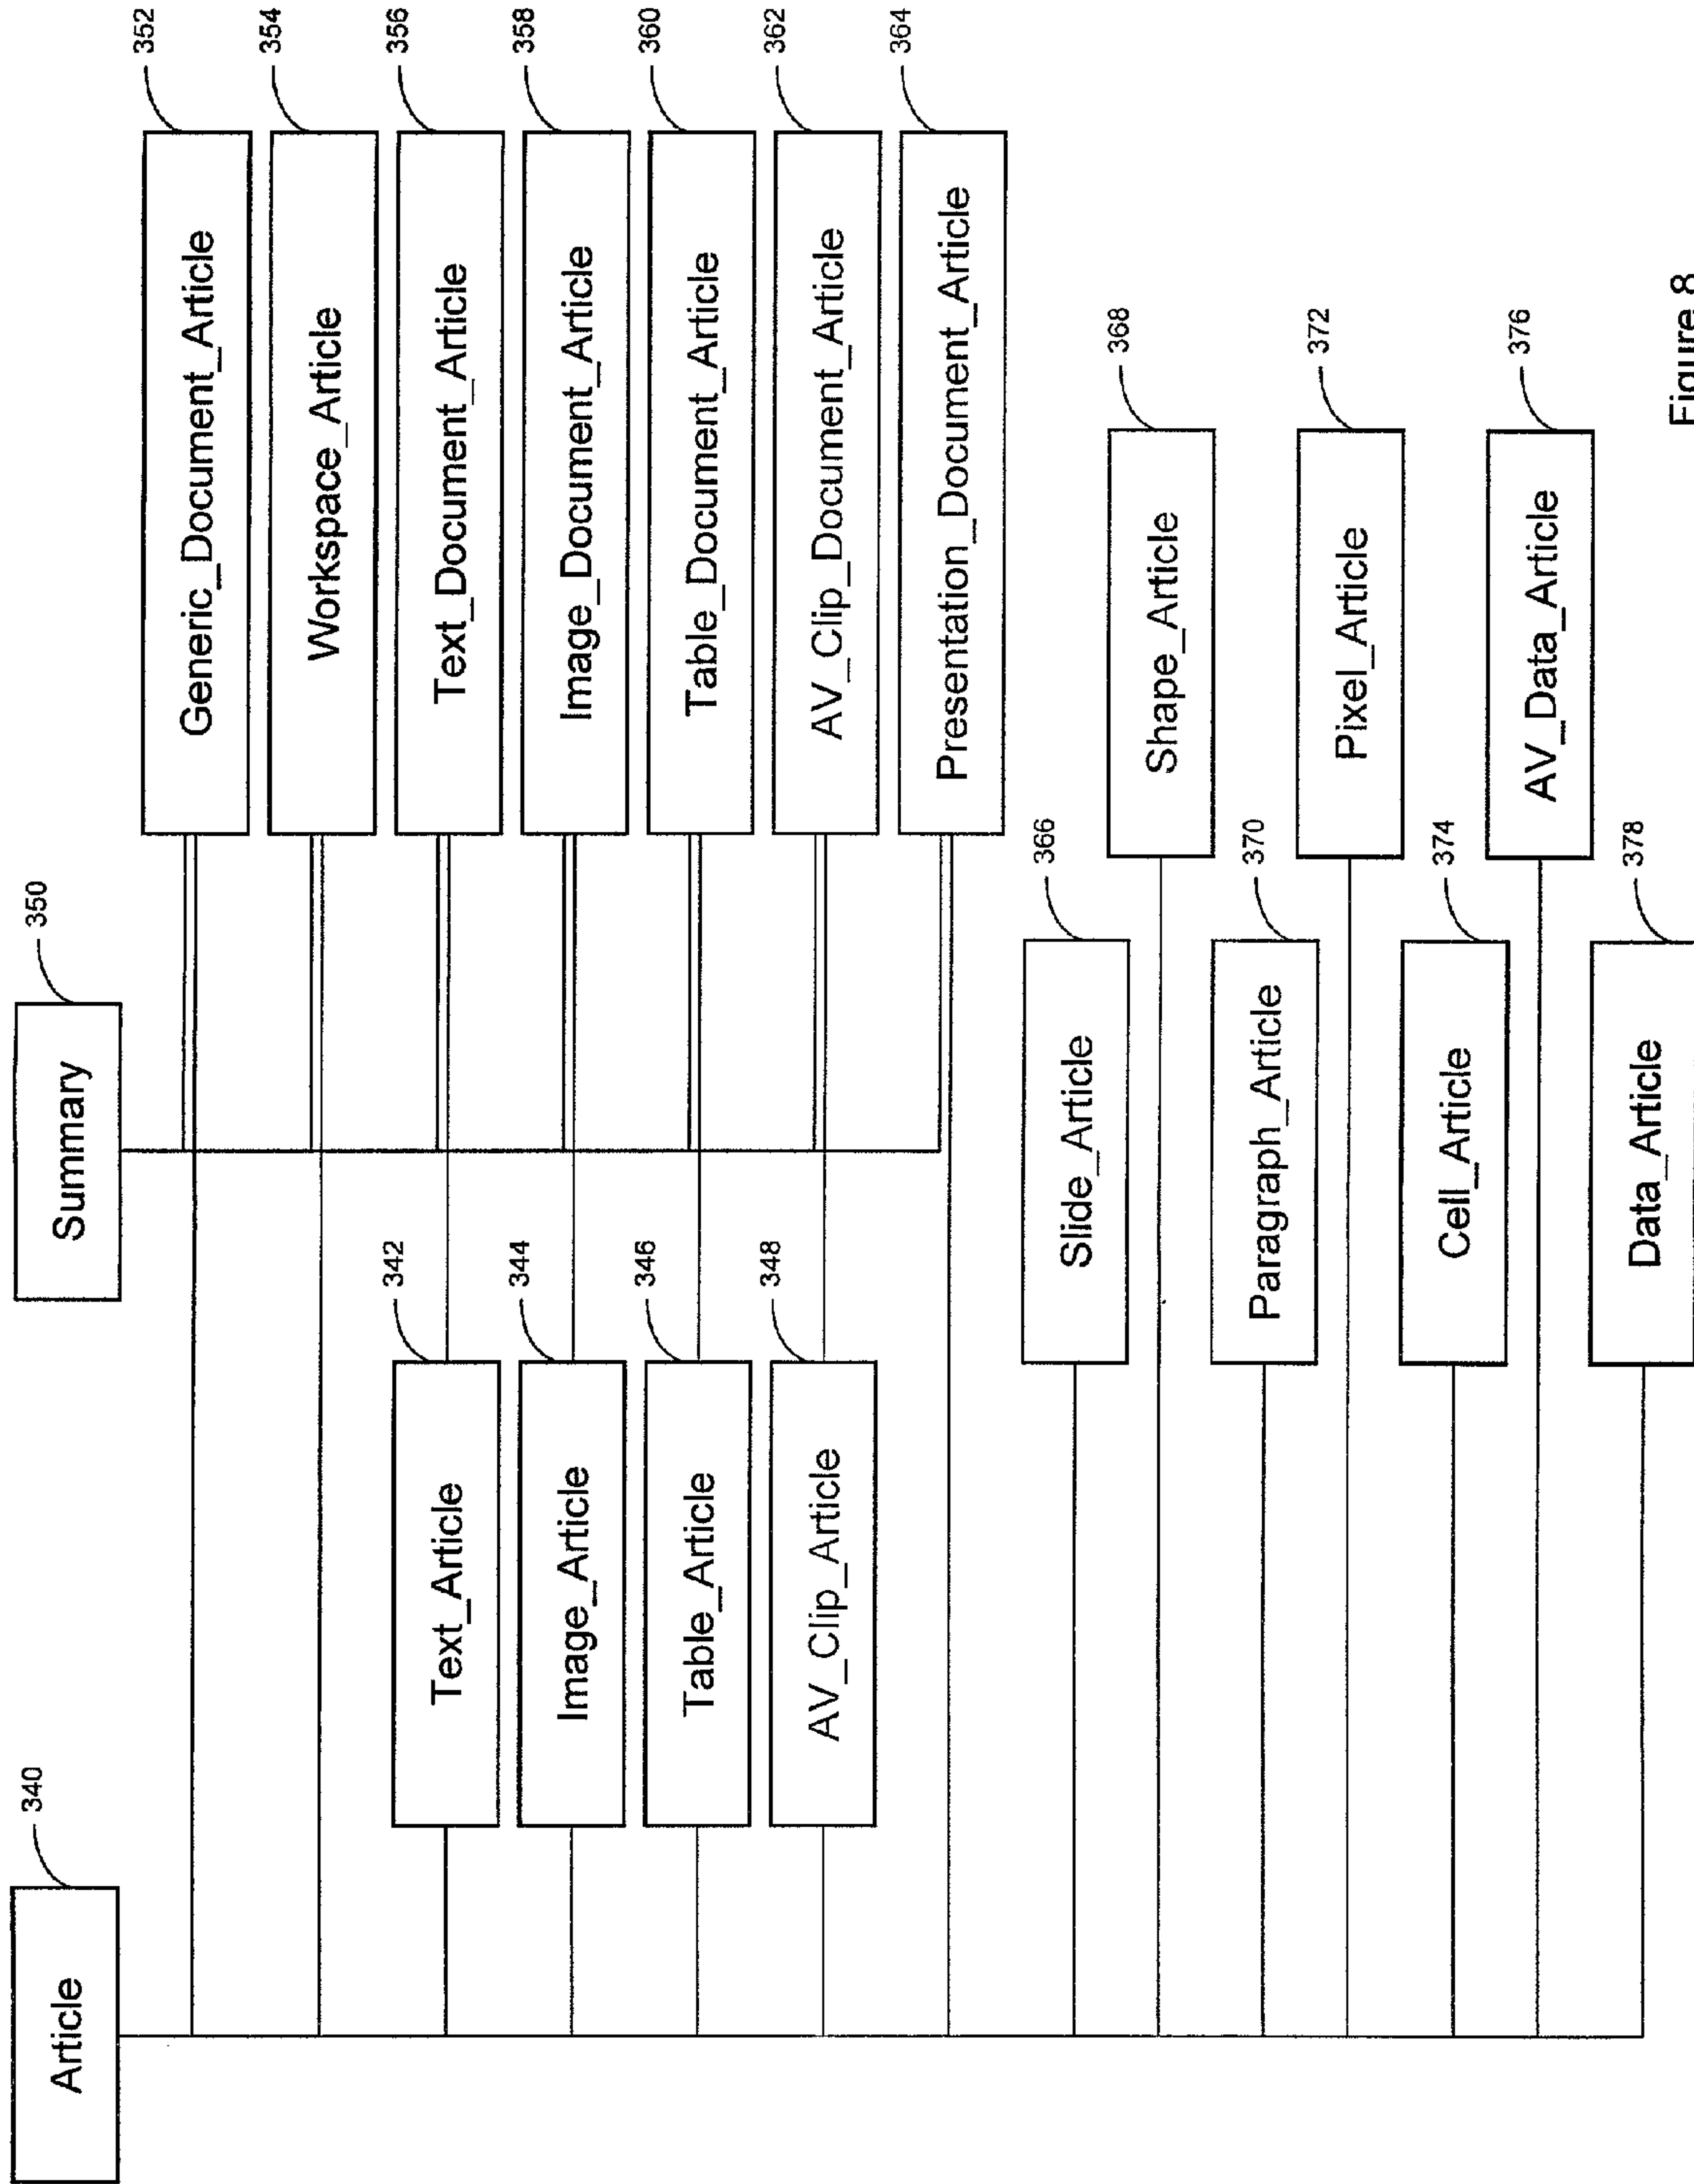 Article
340
Summary
350
Generic_Document_Article
352
Workspace_Article
354
Text_Article
342
Text_Document_Article
356
Image_Article
344
Image_Document_Article
358
Table_Article
346
Table_Document_Article
360
AV_Clip_Article
348
AV_Clip_Document_Article
362
Presentation_Document_Article
364
Slide_Article
366
Shape_Article
368
Paragraph_Article
370
Pixel_Article
372
Cell_Article
374
AV_Data_Article
376
Data_Article
378
Figure 8